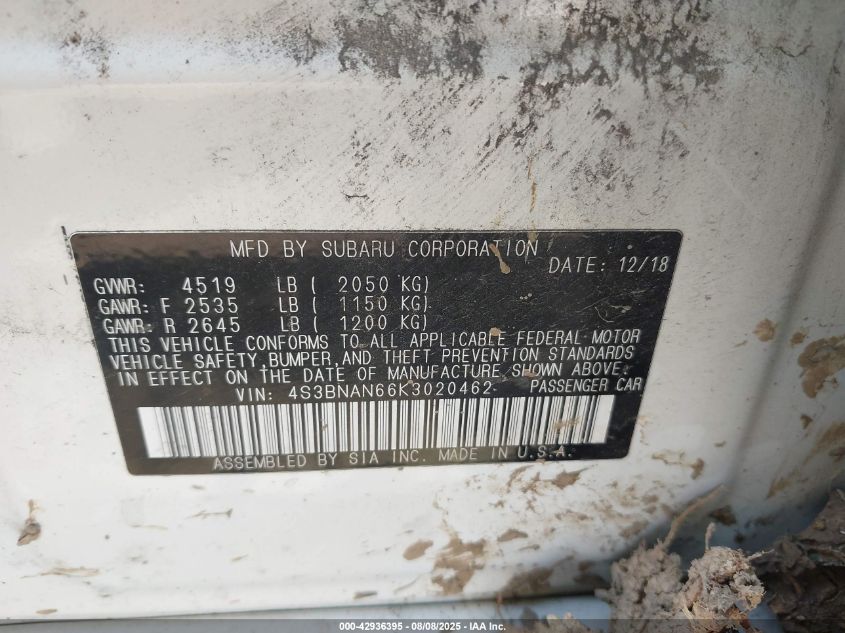 MFD BY SUBARU CORPORATION
DATE: 12/18
GVWR: 4519 LB ( 2050 KG)
GAWR: F 2535 LB ( 1150 KG)
GAWR: R 2645 LB ( 1200 KG)
THIS VEHICLE CONFORMS TO ALL APPLICABLE FEDERAL MOTOR
VEHICLE SAFETY, BUMPER, AND THEFT PREVENTION STANDARDS
IN EFFECT ON THE DATE OF MANUFACTURE SHOWN ABOVE.
VIN: 4S3BNAN66K3020462 PASSENGER CAR
ASSEMBLED BY SIA INC. MADE IN U.S.A.
000-42936395 - 08/08/2025 - IAA Inc.